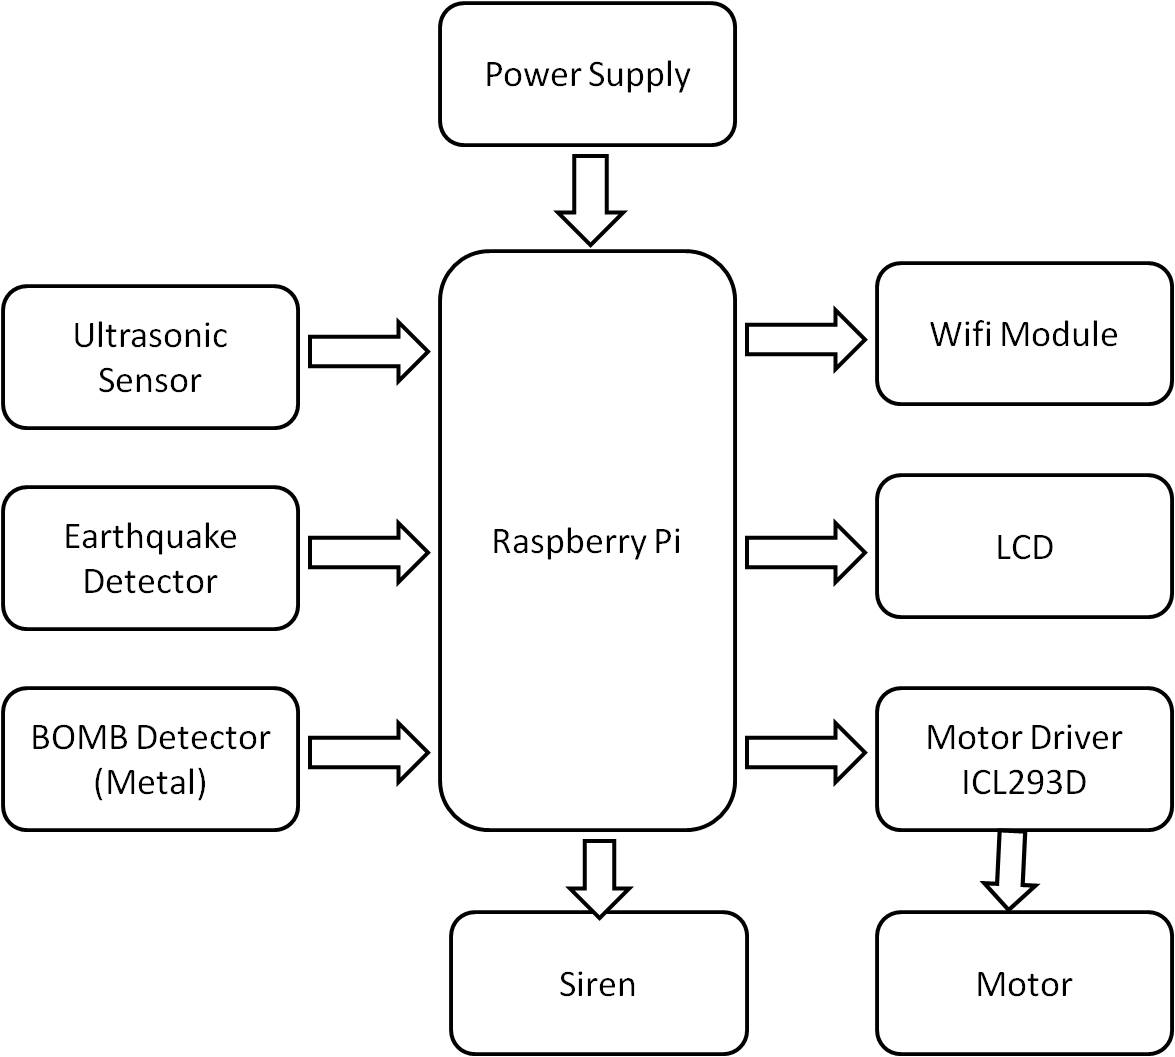 Power Supply
Ultrasonic
Sensor
Wifi Module
Earthquake
Detector
Raspberry Pi
LCD
BOMB Detector
(Metal)
Motor Driver
ICL293D
Siren
Motor